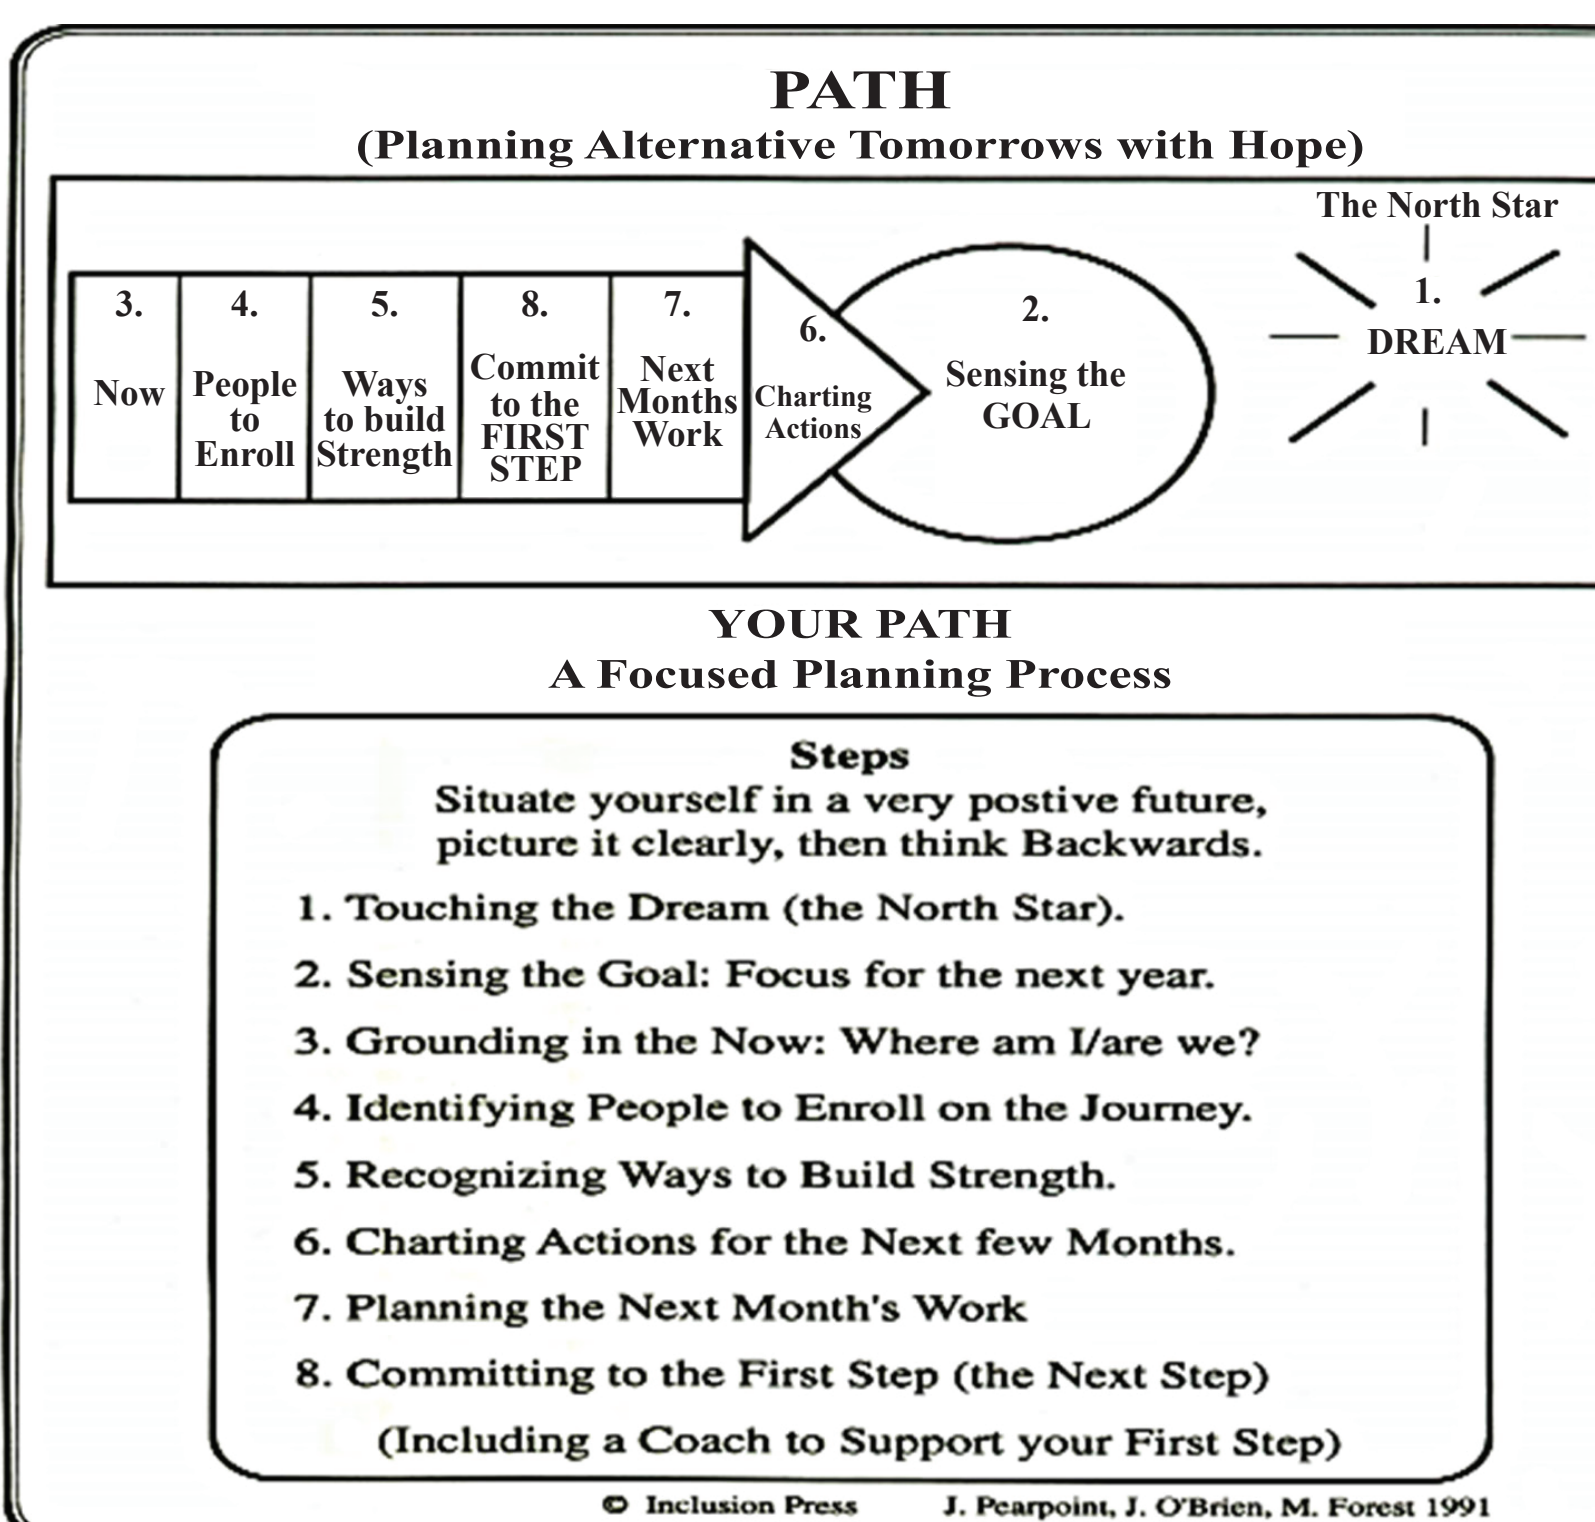 PATH
(Planning Alternative Tomorrows with Hope)
3.
Now
4.
People
to
Enroll
5.
Ways
to build
Strength
8.
Commit
to the
FIRST
STEP
7.
Next
Months
Work
6.
Charting
Actions
2.
Sensing the
GOAL
The North Star
1.
DREAM
YOUR PATH
A Focused Planning Process
Steps
Situate yourself in a very postive future,
picture it clearly, then think Backwards.
1. Touching the Dream (the North Star).
2. Sensing the Goal: Focus for the next year.
3. Grounding in the Now: Where am I/are we?
4. Identifying People to Enroll on the Journey.
5. Recognizing Ways to Build Strength.
6. Charting Actions for the Next few Months.
7. Planning the Next Month's Work
8. Committing to the First Step (the Next Step)
(Including a Coach to Support your First Step)
© Inclusion Press J. Pearpoint, J. O'Brien, M. Forest 1991